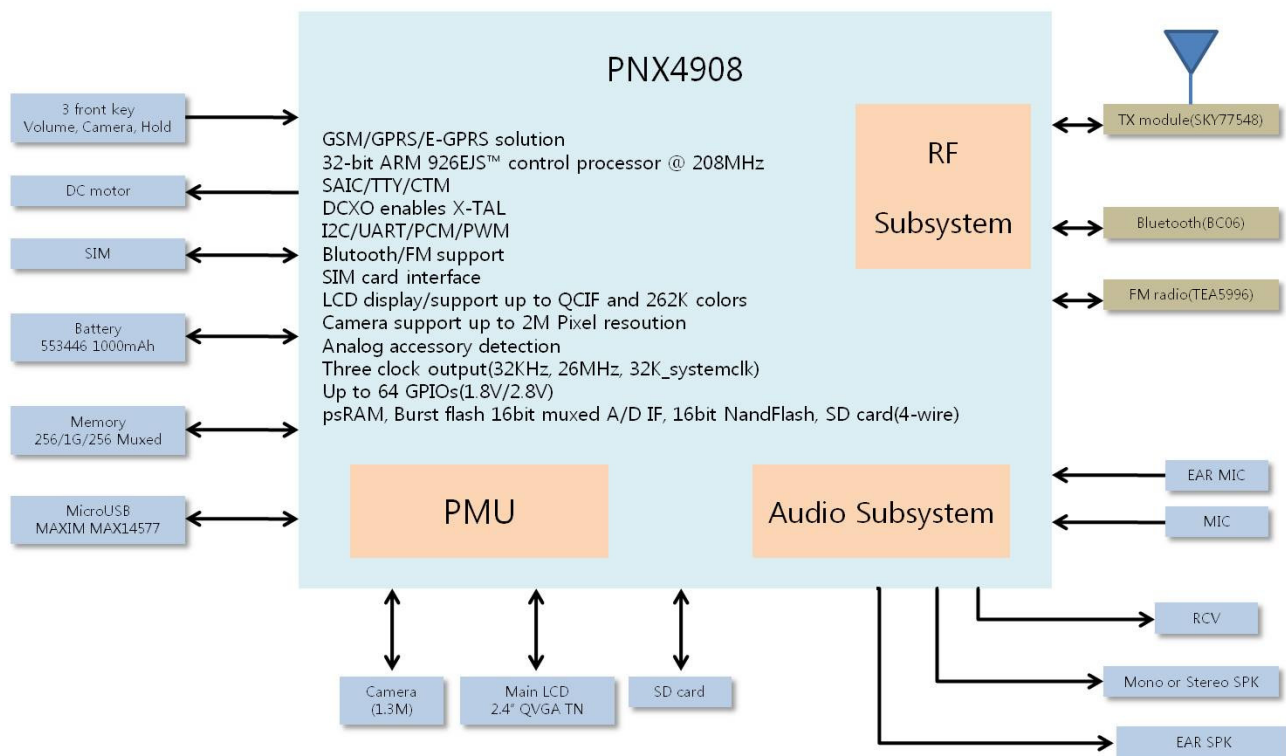 PNX4908
3 front key
Volume, Camera, Hold
DC motor
SIM
Battery
553446 1000mAh
Memory
256/1G/256 Muxed
MicroUSB
MAXIM MAX14577
GSM/GPRS/E-GPRS solution
32-bit ARM 926EJS™ control processor @ 208MHz
SAIC/TTY/CTM
DCXO enables X-TAL
I2C/UART/PCM/PWM
Blutooth/FM support
SIM card interface
LCD display/support up to QCIF and 262K colors
Camera support up to 2M Pixel resoution
Analog accessory detection
Three clock output(32KHz, 26MHz, 32K_systemclk)
Up to 64 GPIOs(1.8V/2.8V)
psRAM, Burst flash 16bit muxed A/D IF, 16bit NandFlash, SD card(4-wire)
RF
Subsystem
TX module(SKY77548)
Bluetooth(BC06)
FM radio(TEA5996)
PMU
Audio Subsystem
EAR MIC
MIC
RCV
Mono or Stereo SPK
EAR SPK
Camera
(1.3M)
Main LCD
2.4" QVGA TN
SD card